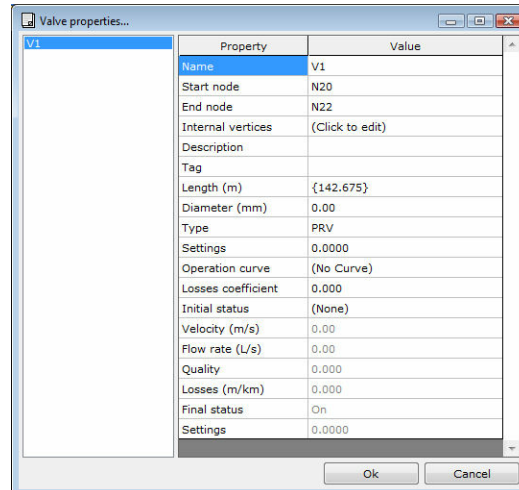 Valve properties...
V1
Property Value
Name V1
Start node N20
End node N22
Internal vertices (Click to edit)
Description
Tag
Length (m) {142.675}
Diameter (mm) 0.00
Type PRV
Settings 0.0000
Operation curve (No Curve)
Losses coefficient 0.000
Initial status (None)
Velocity (m/s) 0.00
Flow rate (L/s) 0.00
Quality 0.000
Losses (m/km) 0.000
Final status On
Settings 0.0000
Ok Cancel